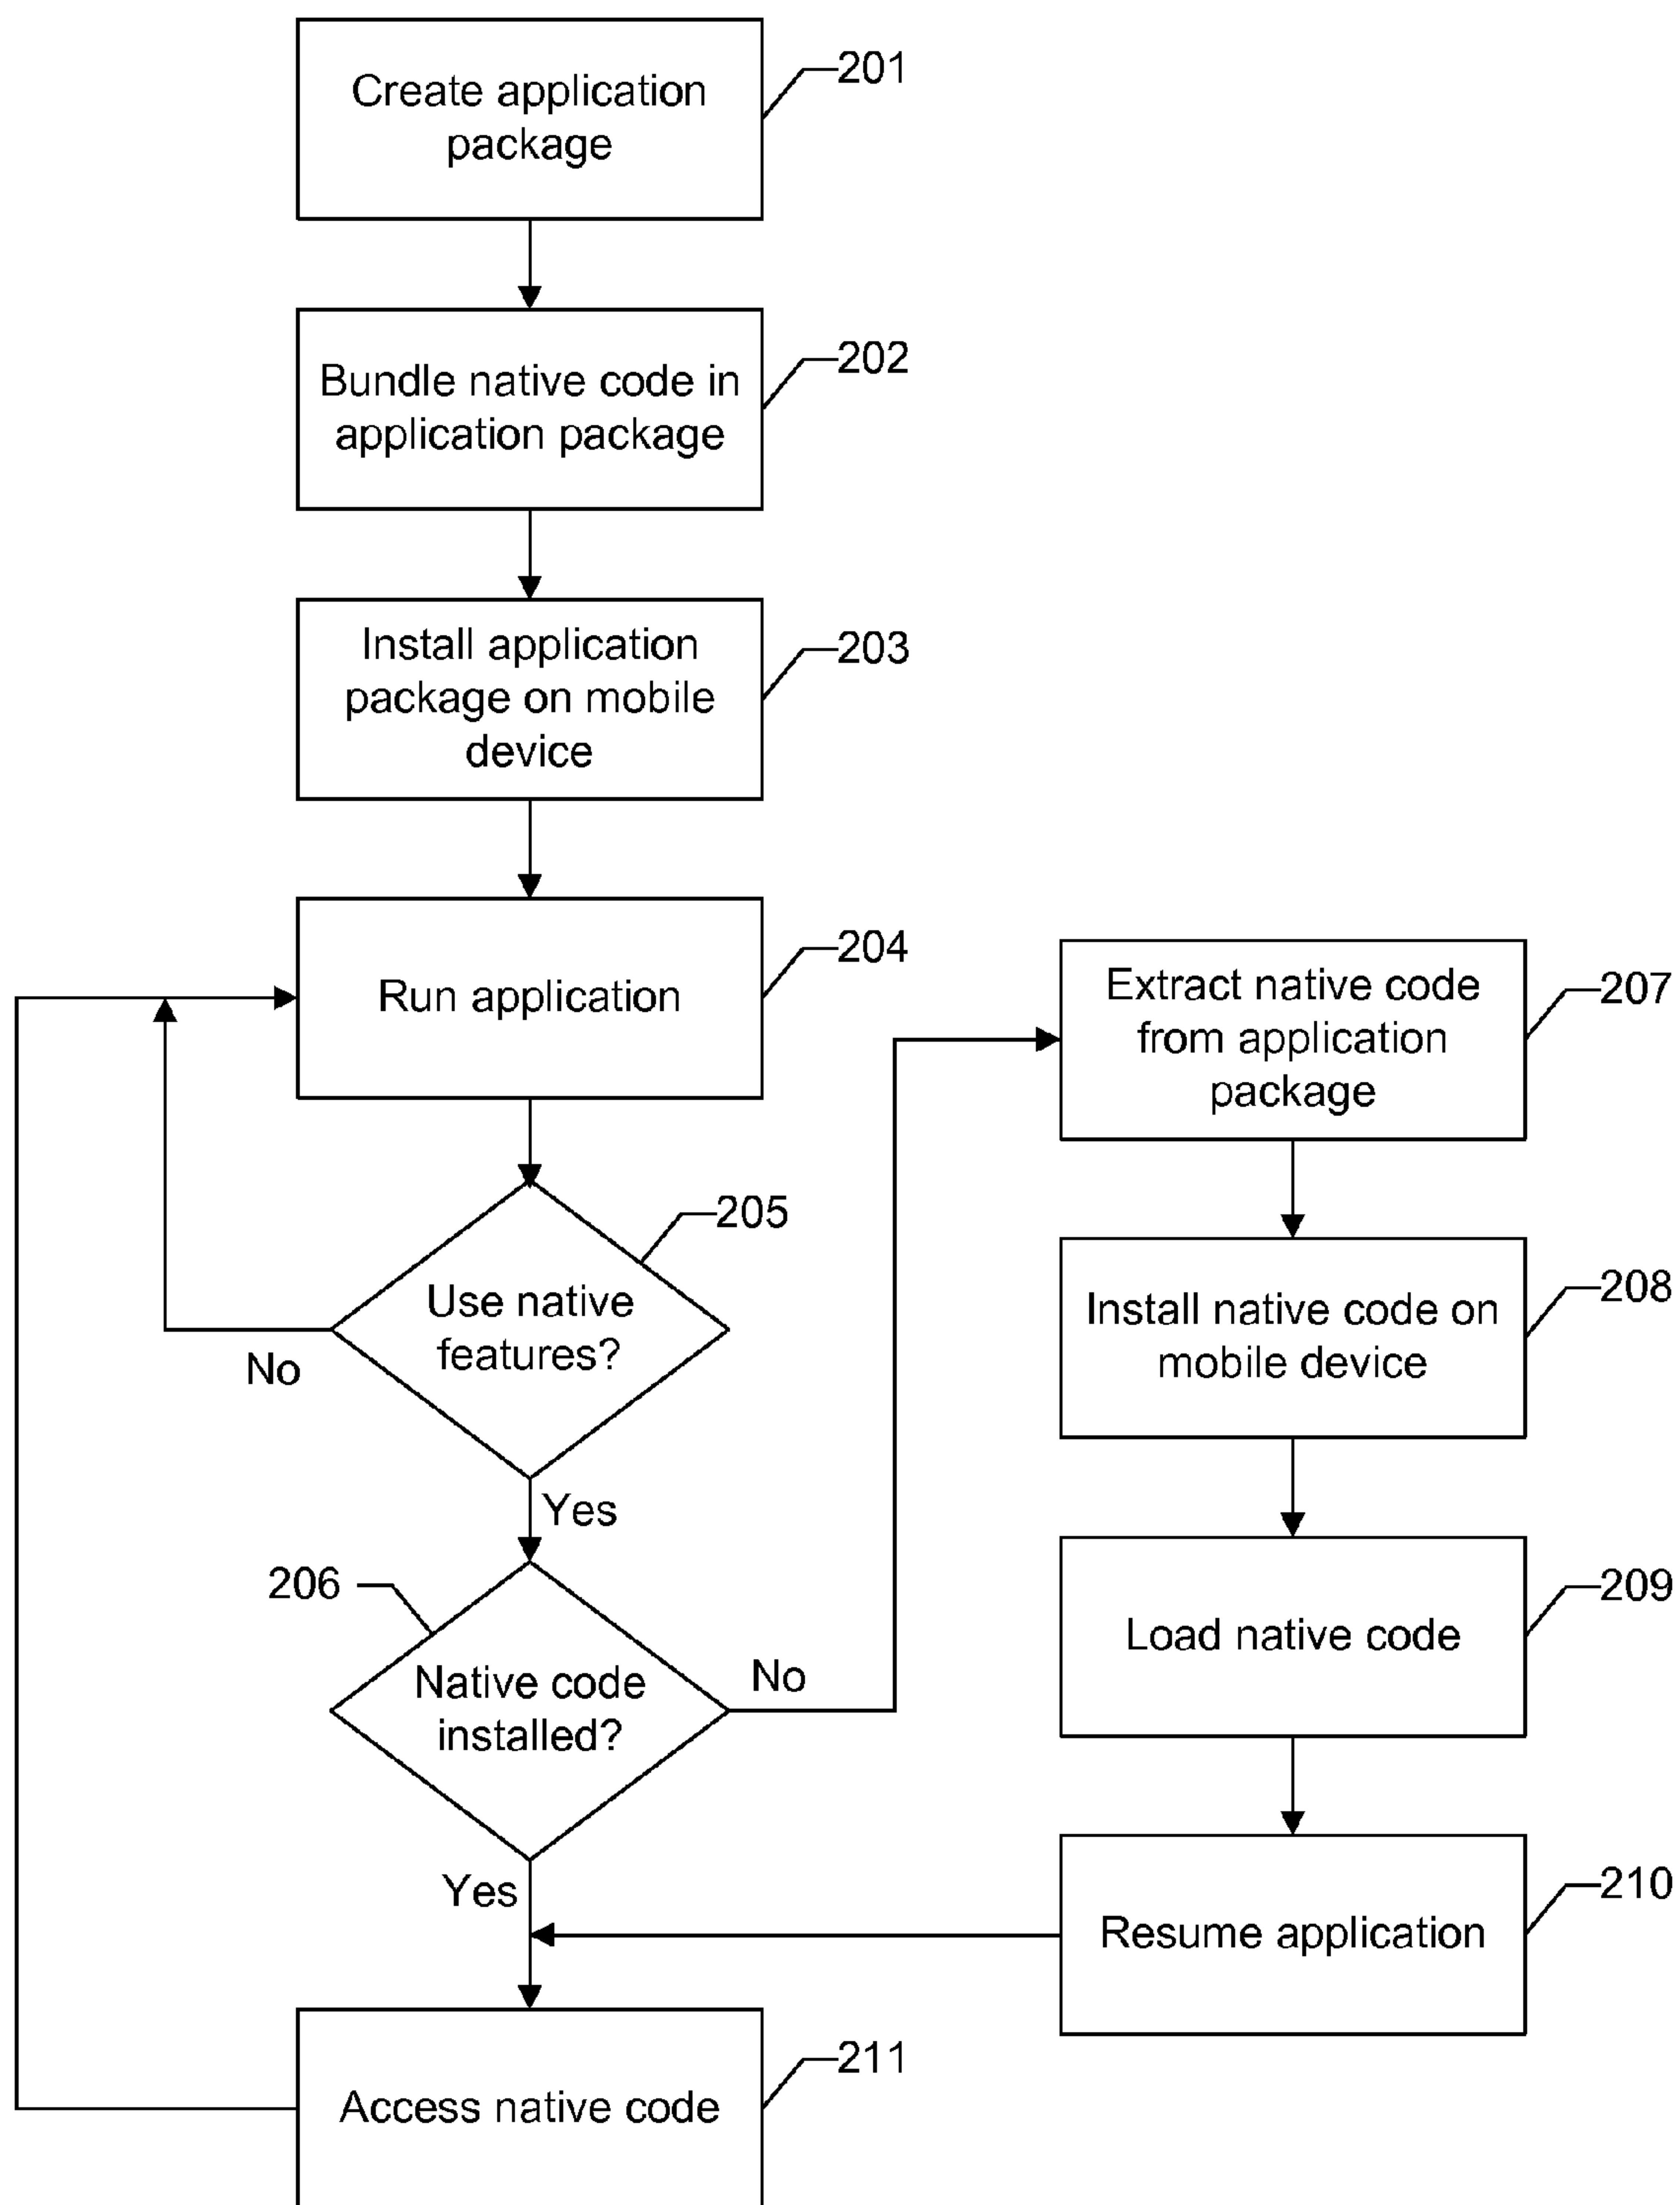 Create application
package
201
Bundle native code in
application package
202
Install application
package on mobile
device
203
Run application
204
Use native
features?
205
No
Yes
206
Native code
installed?
No
Yes
Extract native code
from application
package
207
Install native code on
mobile device
208
Load native code
209
Resume application
210
Access native code
211